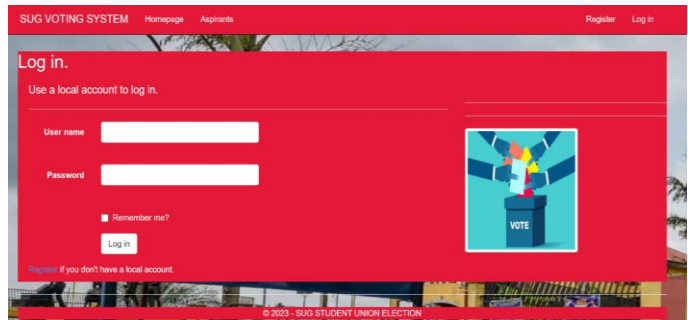 SUG VOTING SYSTEM Homepage Aspirants Register Log in
Log in.
Use a local account to log in.
User name
Password
Remember me?
Log in
Register if you don't have a local account.
VOTE
© 2023 - SUG STUDENT UNION ELECTION